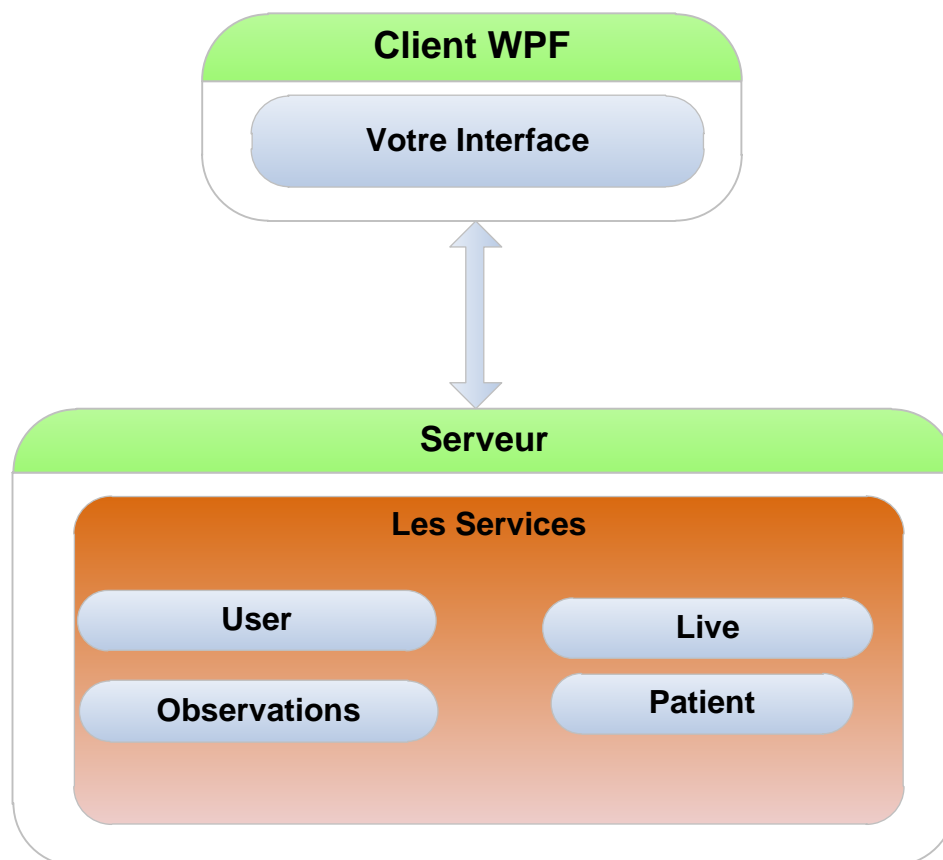 Client WPF
Votre Interface
Serveur
Les Services
User
Live
Observations
Patient